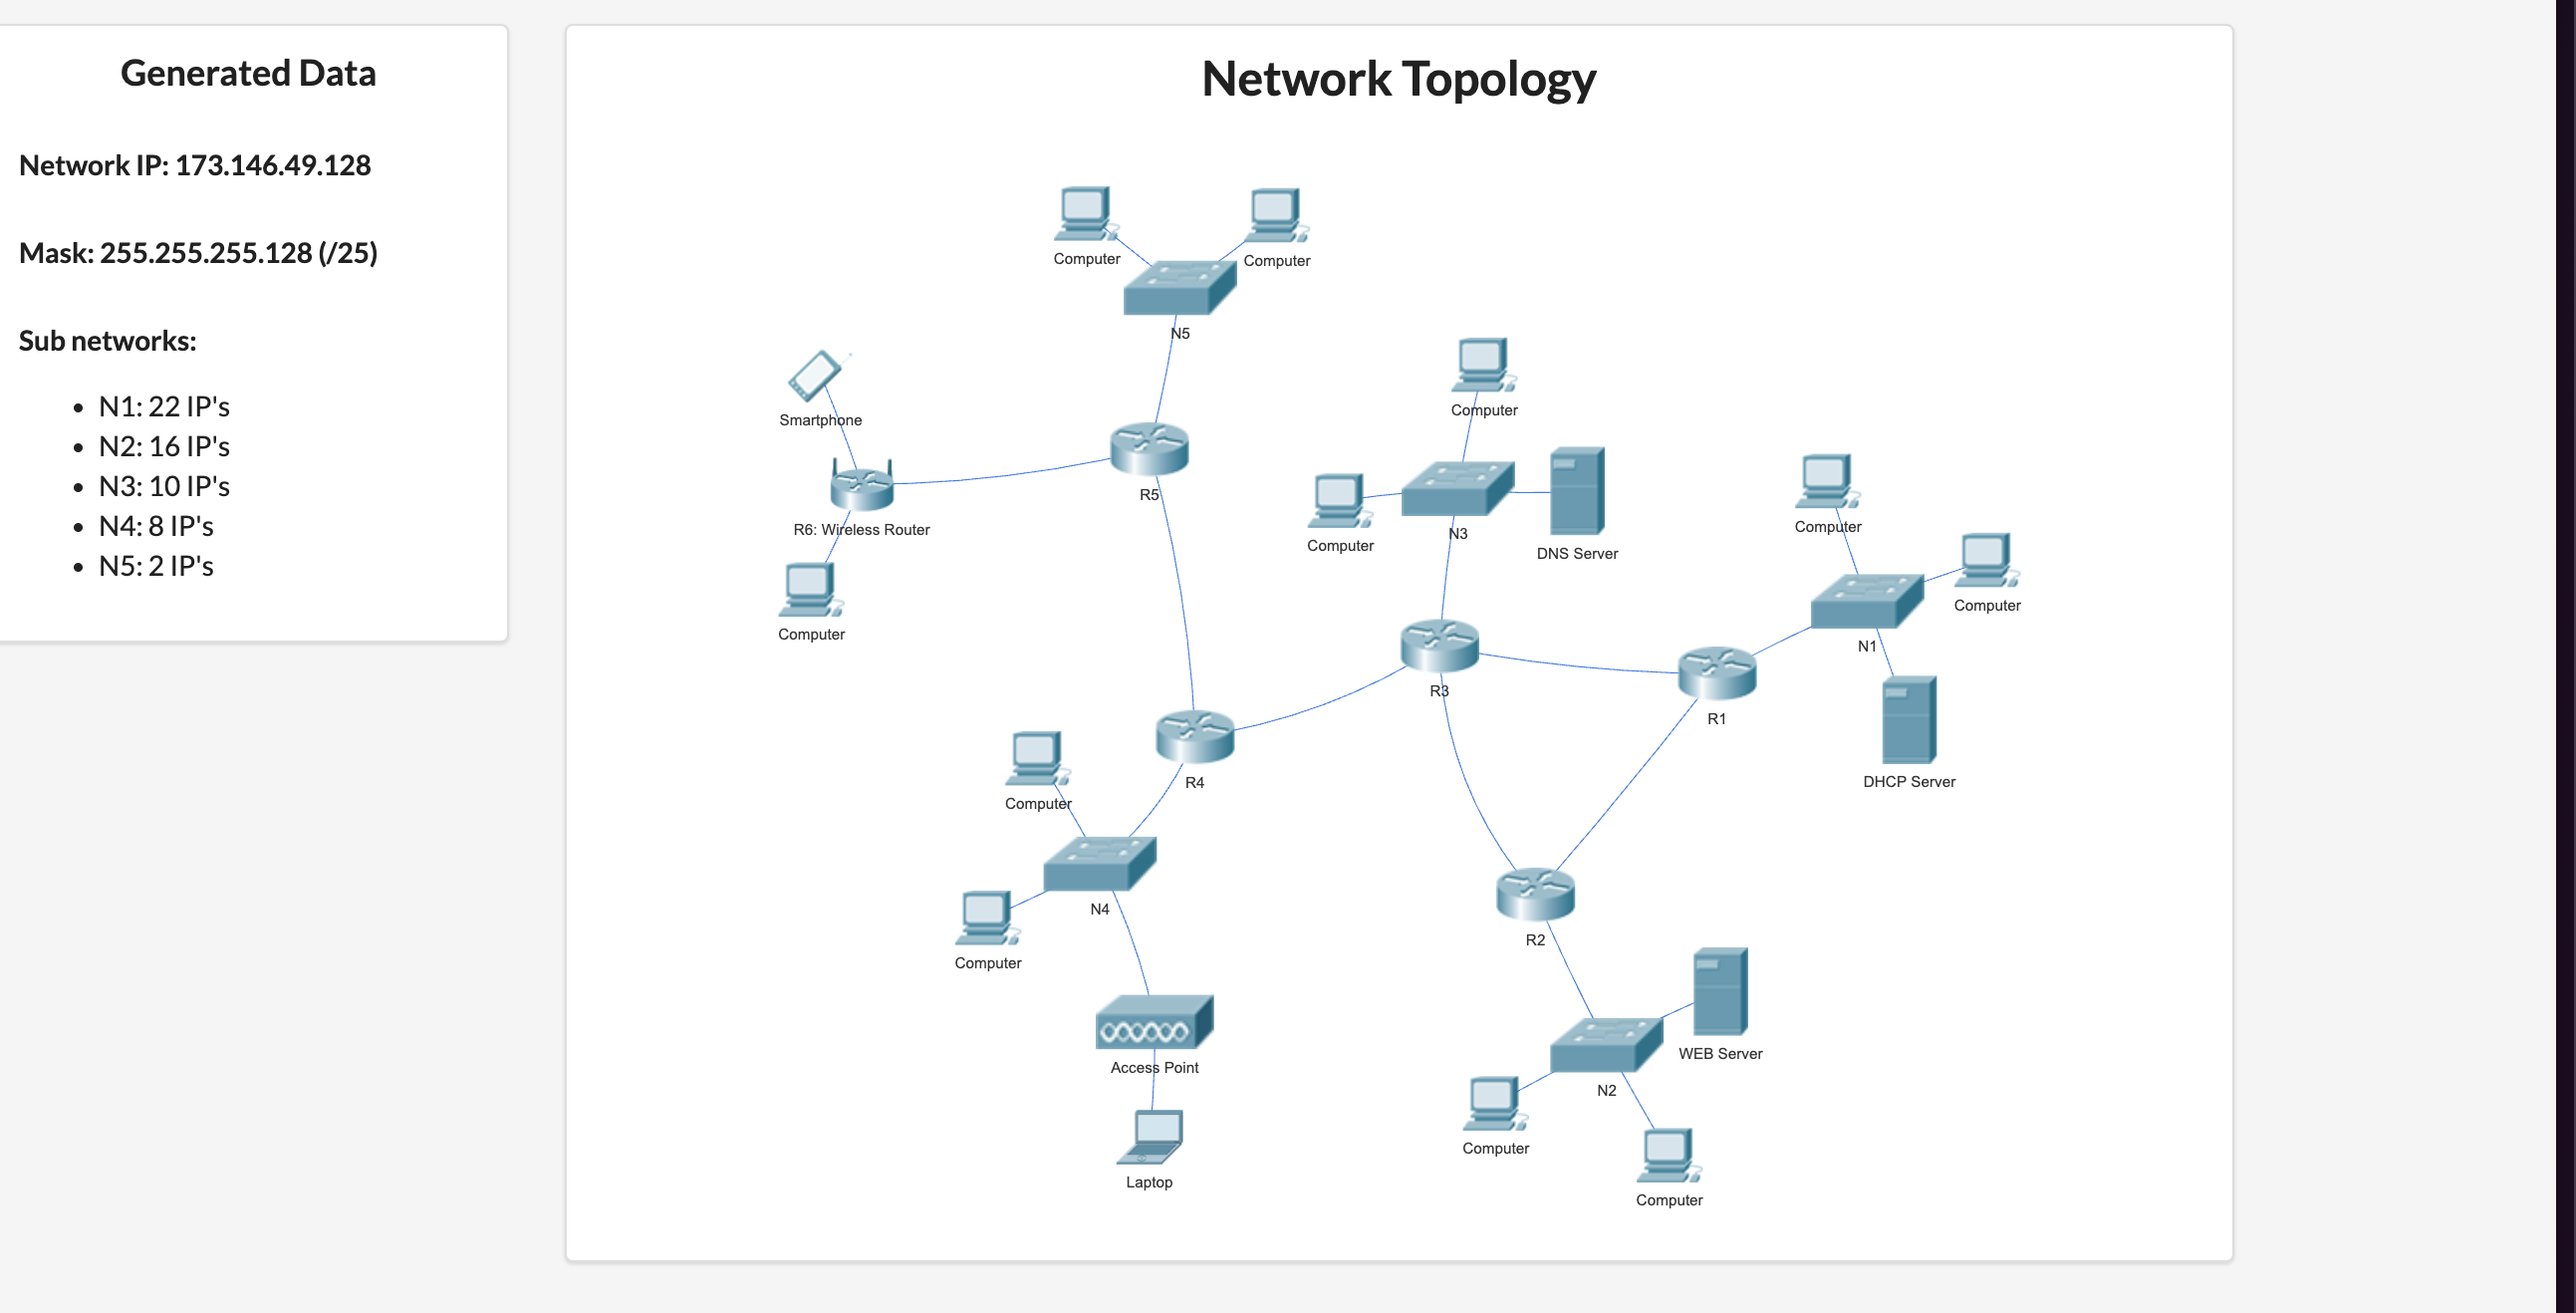 Generated Data
Network IP: 173.146.49.128
Mask: 255.255.255.128 (/25)
Sub networks:
N1: 22 IP's
N2: 16 IP's
N3: 10 IP's
N4: 8 IP's
N5: 2 IP's
Network Topology
Computer
Computer
N5
Smartphone
Computer
R5
R6: Wireless Router
Computer
N3
DNS Server
Computer
Computer
N1
Computer
Computer
R3
R1
R4
DHCP Server
Computer
N4
R2
Computer
Access Point
WEB Server
N2
Computer
Laptop
Computer